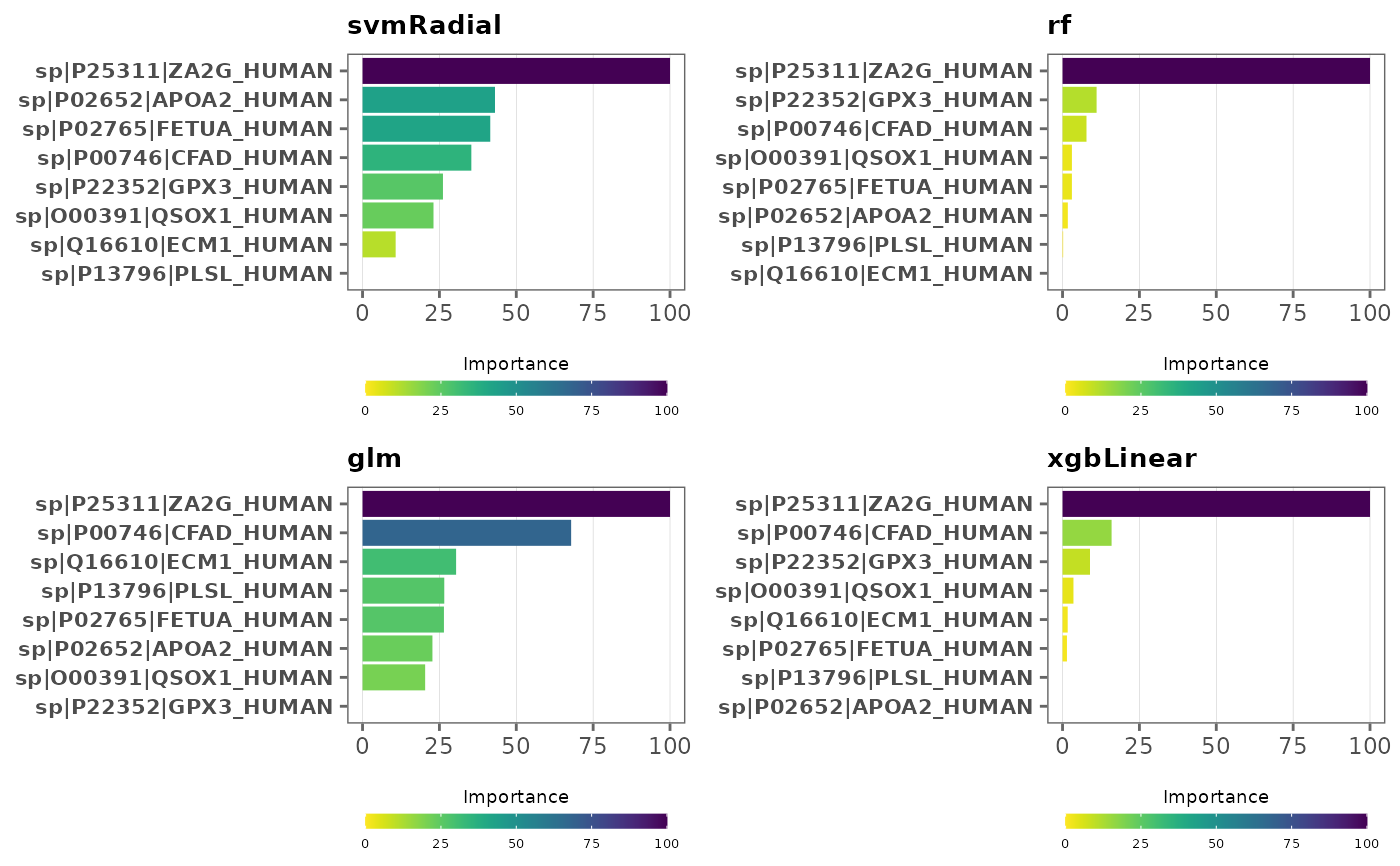 svmRadial
sp|P25311|ZA2G_HUMAN
sp|P02652|APOA2_HUMAN
sp|P02765|FETUA_HUMAN
sp|P00746|CFAD_HUMAN
sp|P22352|GPX3_HUMAN
sp|O00391|QSOX1_HUMAN
sp|Q16610|ECM1_HUMAN
sp|P13796|PLSL_HUMAN
0 25 50 75 100
Importance
0 25 50 75 100
rf
sp|P25311|ZA2G_HUMAN
sp|P22352|GPX3_HUMAN
sp|P00746|CFAD_HUMAN
sp|O00391|QSOX1_HUMAN
sp|P02765|FETUA_HUMAN
sp|P02652|APOA2_HUMAN
sp|P13796|PLSL_HUMAN
sp|Q16610|ECM1_HUMAN
0 25 50 75 100
Importance
0 25 50 75 100
glm
sp|P25311|ZA2G_HUMAN
sp|P00746|CFAD_HUMAN
sp|Q16610|ECM1_HUMAN
sp|P13796|PLSL_HUMAN
sp|P02765|FETUA_HUMAN
sp|P02652|APOA2_HUMAN
sp|O00391|QSOX1_HUMAN
sp|P22352|GPX3_HUMAN
0 25 50 75 100
Importance
0 25 50 75 100
xgbLinear
sp|P25311|ZA2G_HUMAN
sp|P00746|CFAD_HUMAN
sp|P22352|GPX3_HUMAN
sp|O00391|QSOX1_HUMAN
sp|Q16610|ECM1_HUMAN
sp|P02765|FETUA_HUMAN
sp|P13796|PLSL_HUMAN
sp|P02652|APOA2_HUMAN
0 25 50 75 100
Importance
0 25 50 75 100